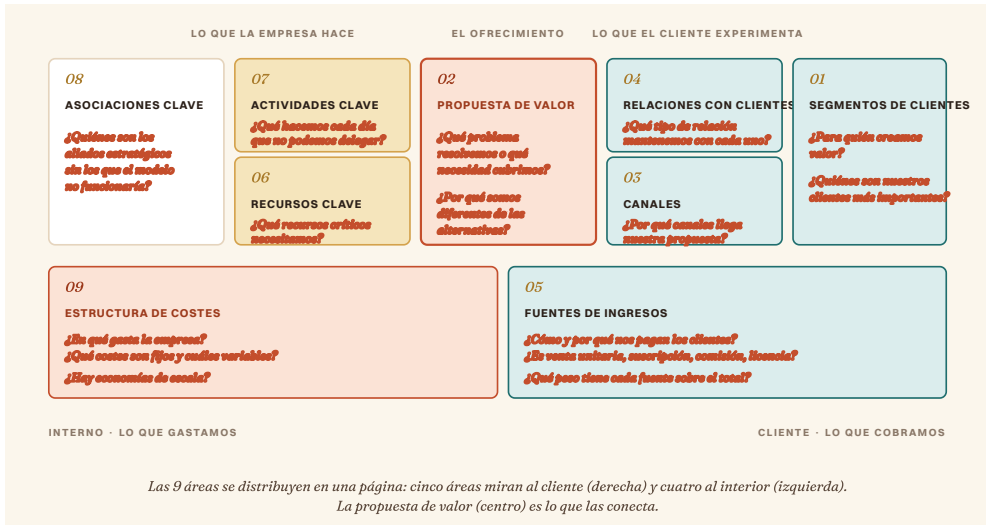 LO QUE LA EMPRESA HACE
EL OFRECIMIENTO
LO QUE EL CLIENTE EXPERIMENTA
08
ASOCIACIONES CLAVE
¿Quiénes son los
aliados estratégicos
sin los que el modelo
no funcionaría?
07
ACTIVIDADES CLAVE
¿Qué hacemos cada día
que no podemos delegar?
06
RECURSOS CLAVE
¿Qué recursos críticos
necesitamos?
02
PROPUESTA DE VALOR
¿Qué problema
resolvemos o qué
necesidad cubrimos?
¿Por qué somos
diferentes de las
alternativas?
04
RELACIONES CON CLIENTES
¿Qué tipo de relación
mantenemos con cada uno?
03
CANALES
¿Por qué canales llega
nuestra propuesta?
01
SEGMENTOS DE CLIENTES
¿Para quién creamos
valor?
¿Quiénes son nuestros
clientes más importantes?
09
ESTRUCTURA DE COSTES
¿En qué gasta la empresa?
¿Qué costes son fijos y cuáles variables?
¿Hay economías de escala?
05
FUENTES DE INGRESOS
¿Cómo y por qué nos pagan los clientes?
¿Es venta unitaria, suscripción, comisión, licencia?
¿Qué peso tiene cada fuente sobre el total?
INTERNO · LO QUE GASTAMOS
CLIENTE · LO QUE COBRAMOS
Las 9 áreas se distribuyen en una página: cinco áreas miran al cliente (derecha) y cuatro al interior (izquierda).
La propuesta de valor (centro) es lo que las conecta.